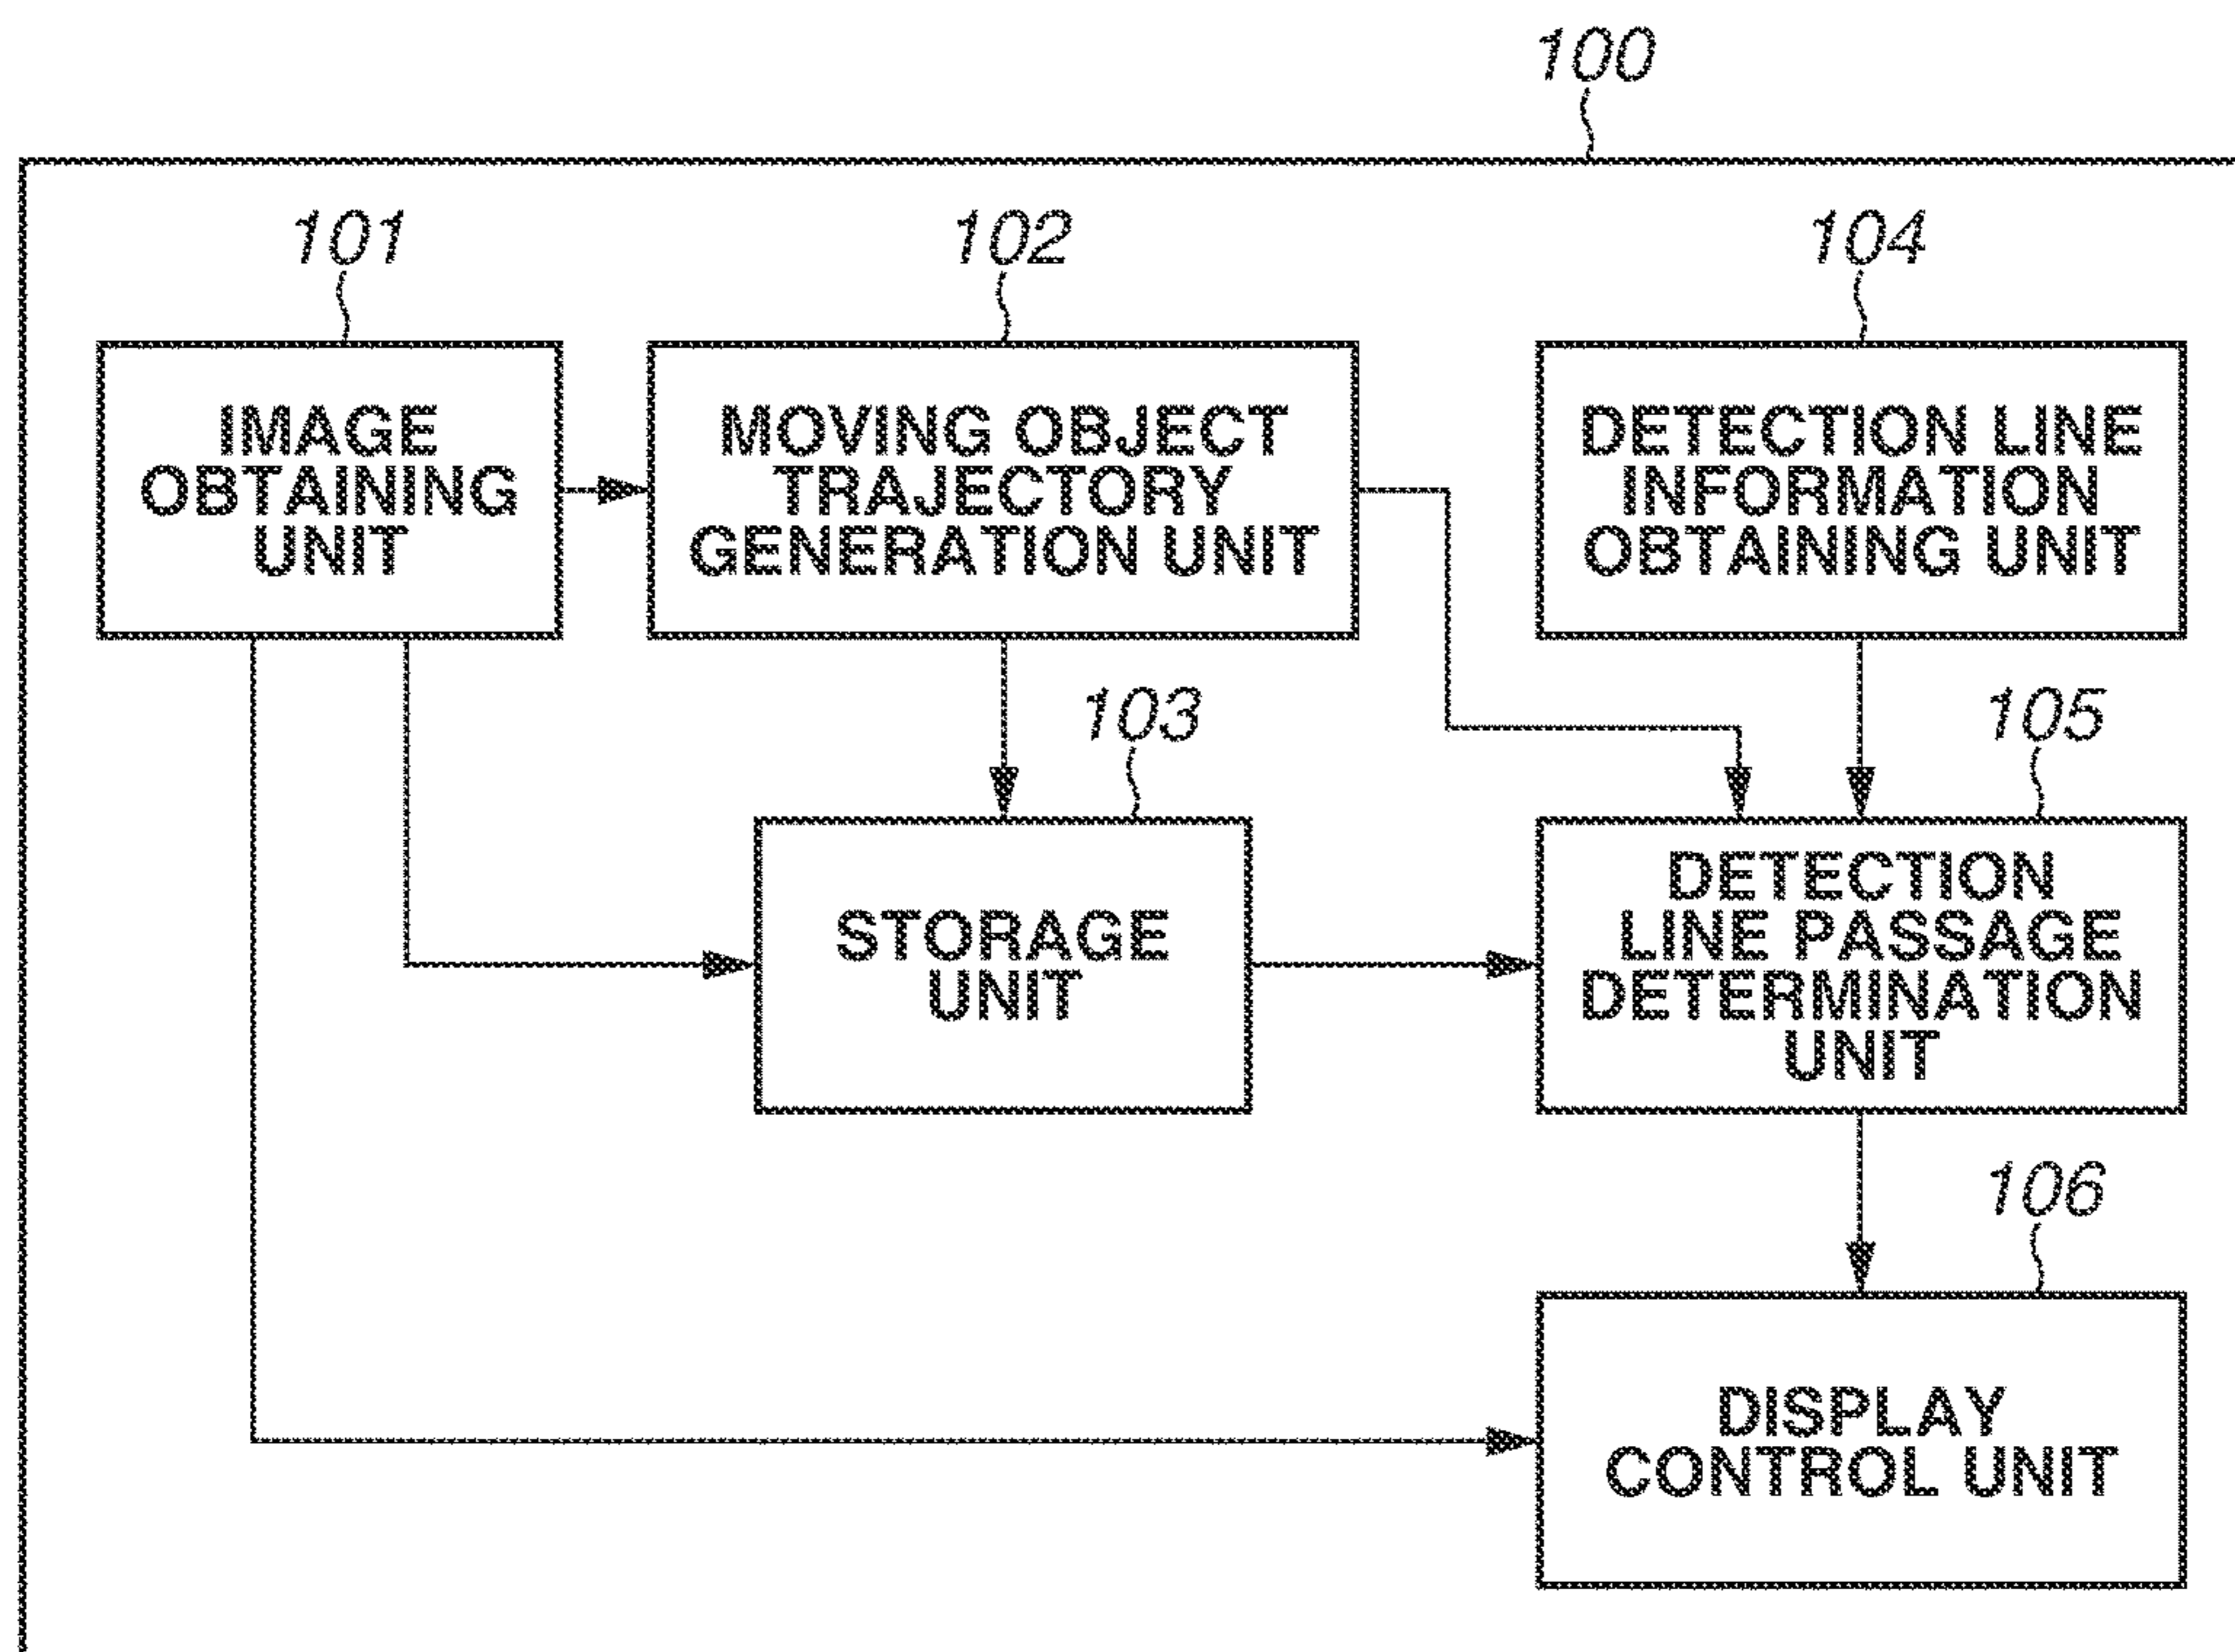 100
101
102
104
IMAGE
OBTAINING
UNIT
MOVING OBJECT
TRAJECTORY
GENERATION UNIT
DETECTION LINE
INFORMATION
OBTAINING UNIT
103
105
STORAGE
UNIT
DETECTION
LINE PASSAGE
DETERMINATION
UNIT
106
DISPLAY
CONTROL UNIT